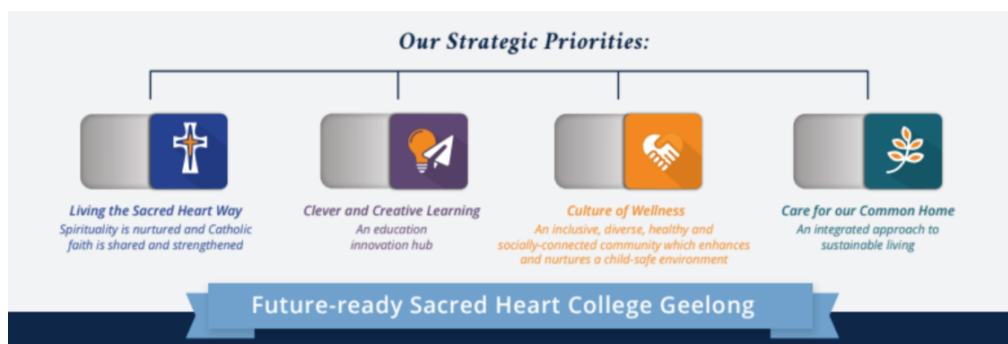 Our Strategic Priorities:
Living the Sacred Heart Way
Spirituality is nurtured and Catholic
faith is shared and strengthened
Clever and Creative Learning
An education
innovation hub
Culture of Wellness
An inclusive, diverse, healthy and
socially-connected community which enhances
and nurtures a child-safe environment
Care for our Common Home
An integrated approach to
sustainable living
Future-ready Sacred Heart College Geelong